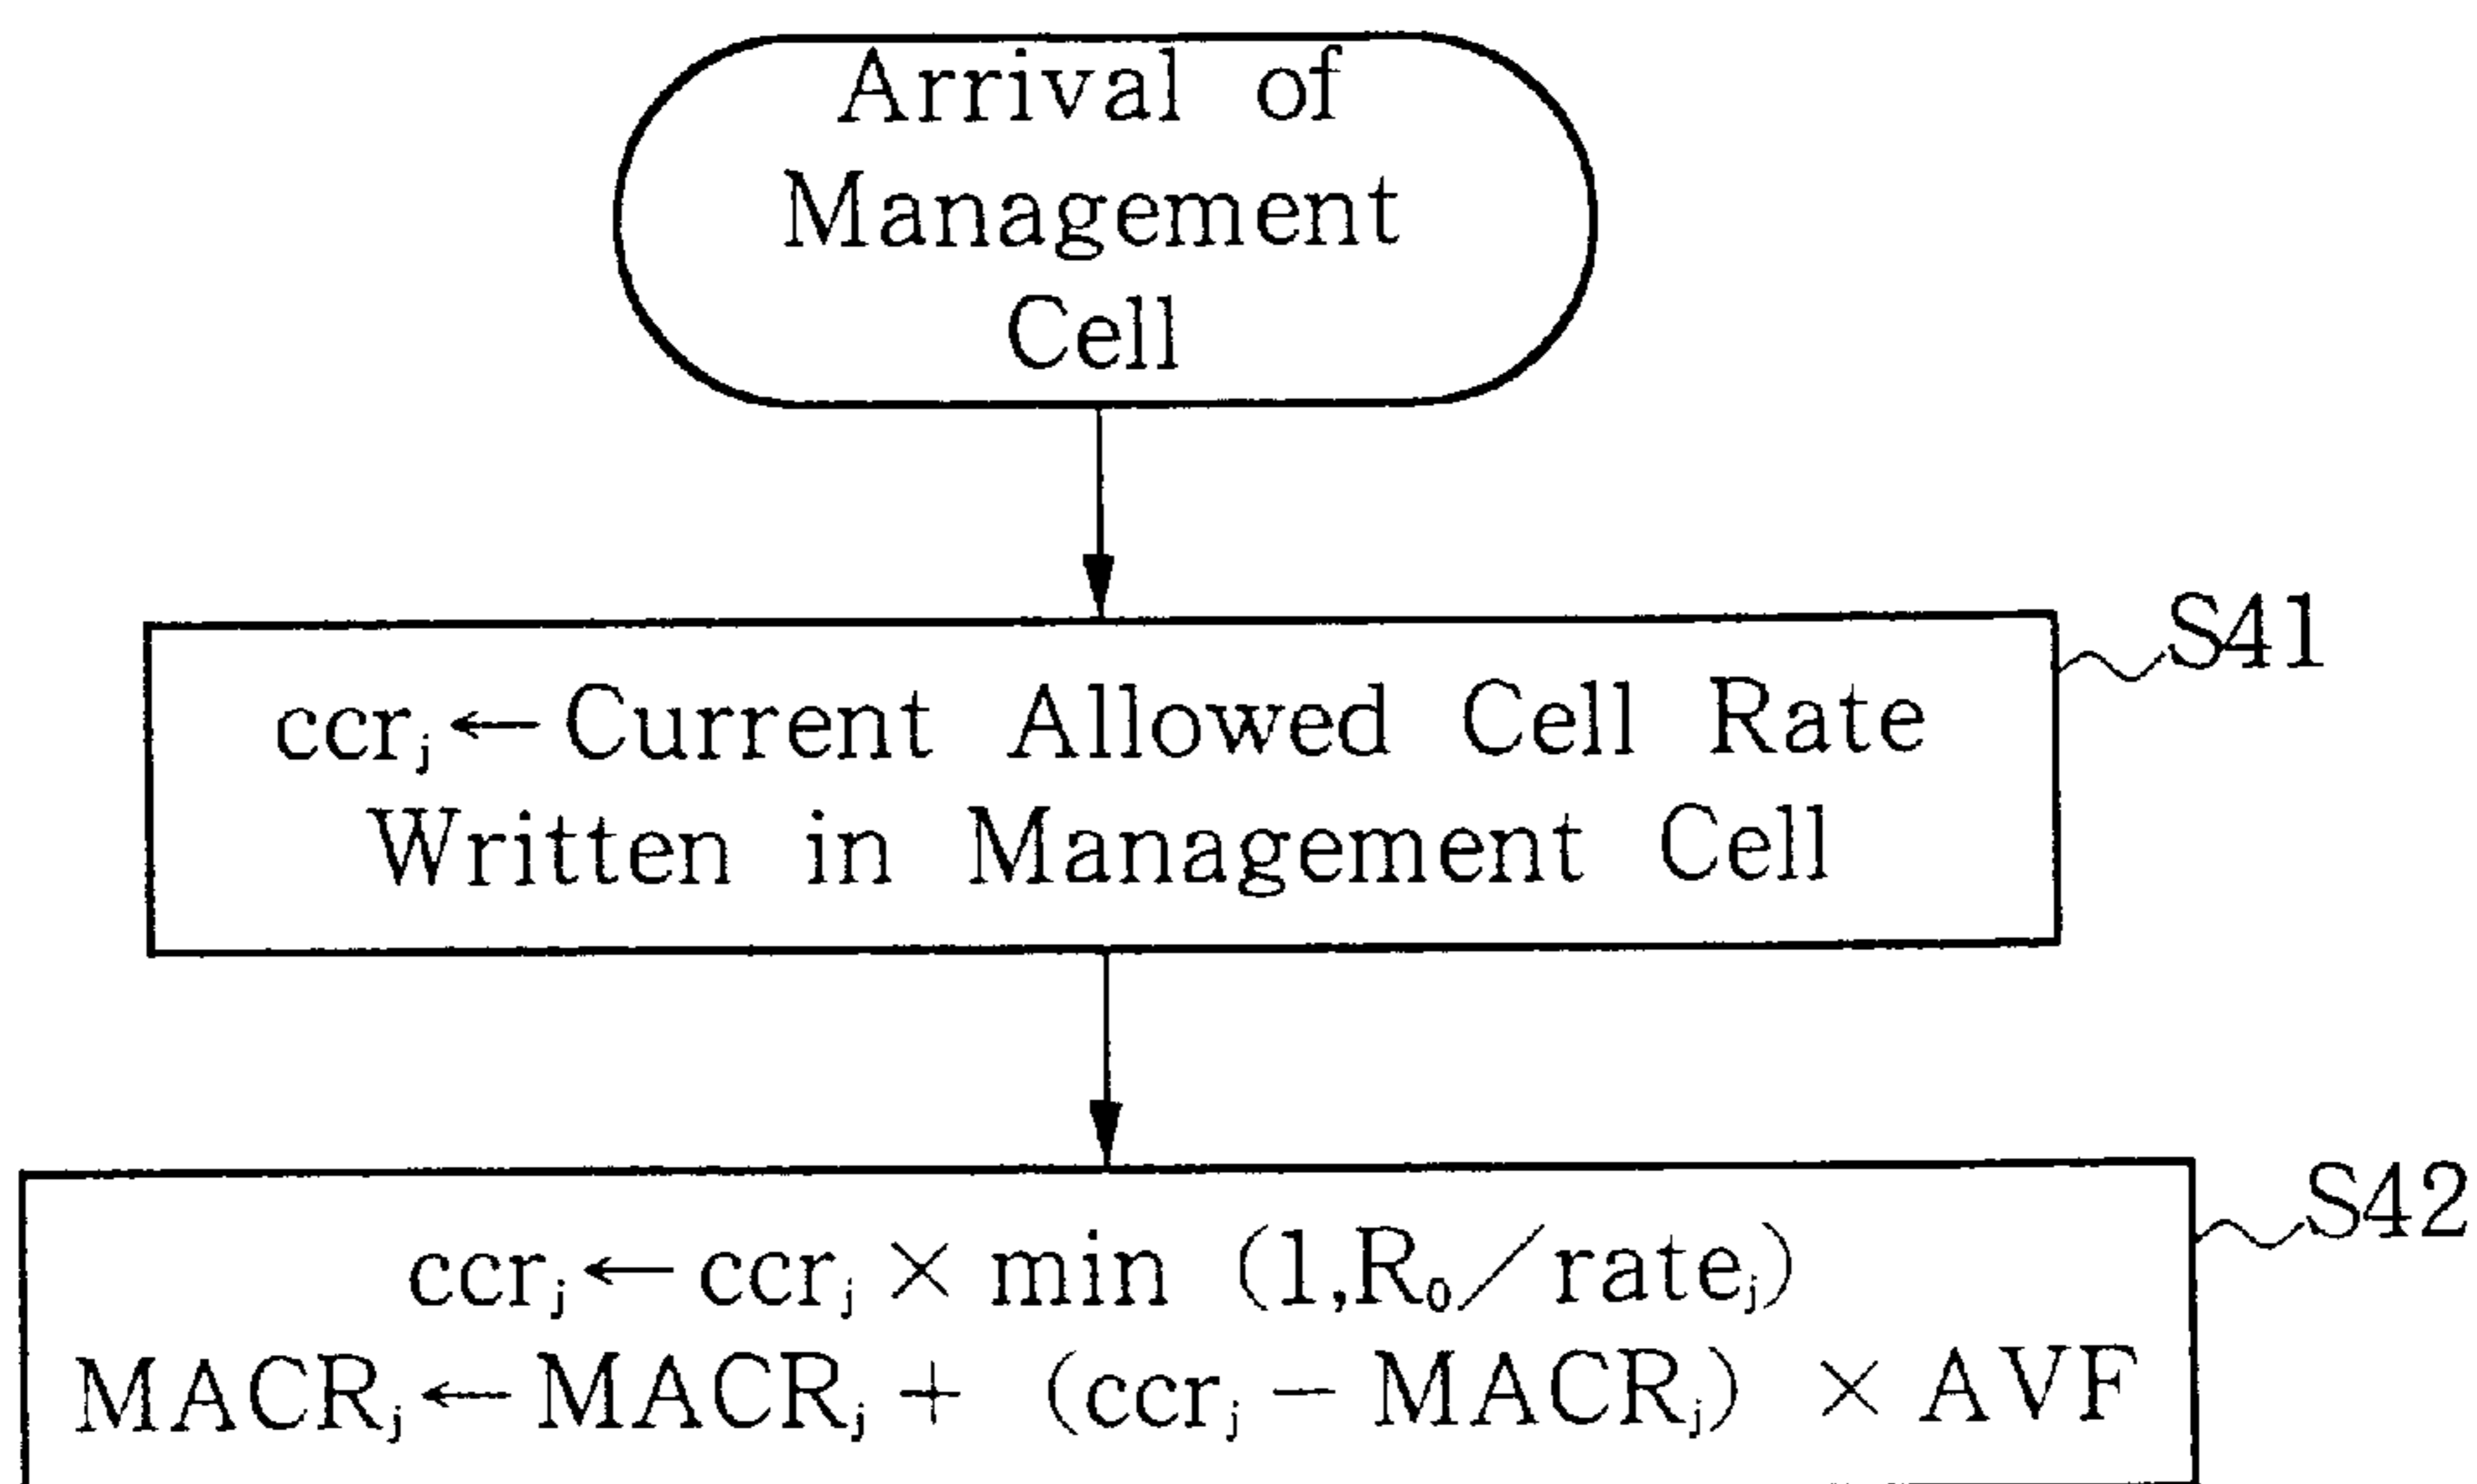 Arrival of
Management
Cell
S41
ccrⱼ←Current Allowed Cell Rate
Written in Management Cell
S42
ccrⱼ←ccrⱼ×min (1,R₀/rateⱼ)
MACRⱼ←MACRⱼ+ (ccrⱼ−MACRⱼ) ×AVF